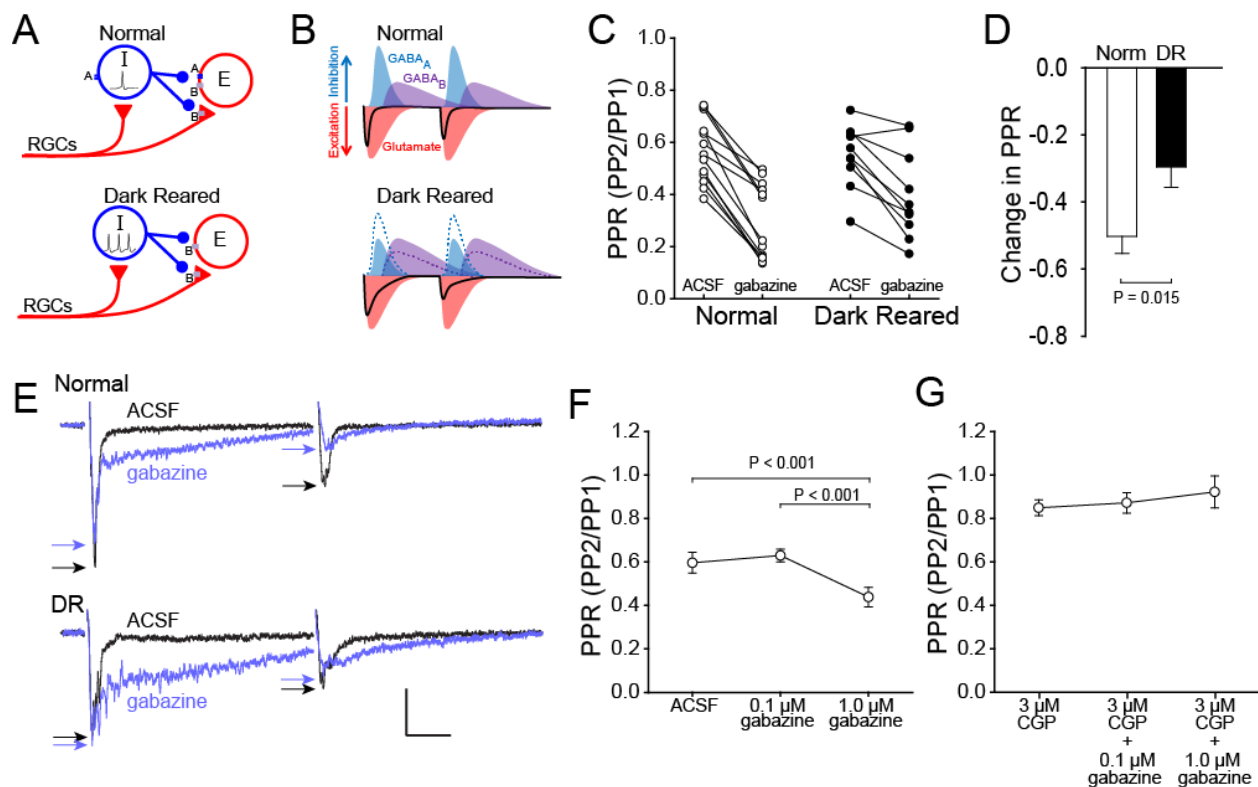 A
Normal
I
A
A
B
B
E
RGCs
Dark Reared
I
B
B
E
RGCs
B
Normal
Inhibition
Excitation
GABAA
GABAB
Glutamate
Dark Reared
C
PPR (PP2/PP1)
1.0
0.8
0.6
0.4
0.2
0.0
ACSF gabazine ACSF gabazine
Normal Dark Reared
D
Norm DR
Change in PPR
0.0
-0.2
-0.4
-0.6
-0.8
P = 0.015
E
Normal
ACSF
gabazine
DR
ACSF
gabazine
F
PPR (PP2/PP1)
1.2
1.0
0.8
0.6
0.4
0.2
0.0
P < 0.001
P < 0.001
ACSF
0.1 µM
gabazine
1.0 µM
gabazine
G
PPR (PP2/PP1)
1.2
1.0
0.8
0.6
0.4
0.2
0.0
3 µM
CGP
3 µM
CGP
+
0.1 µM
gabazine
3 µM
CGP
+
1.0 µM
gabazine